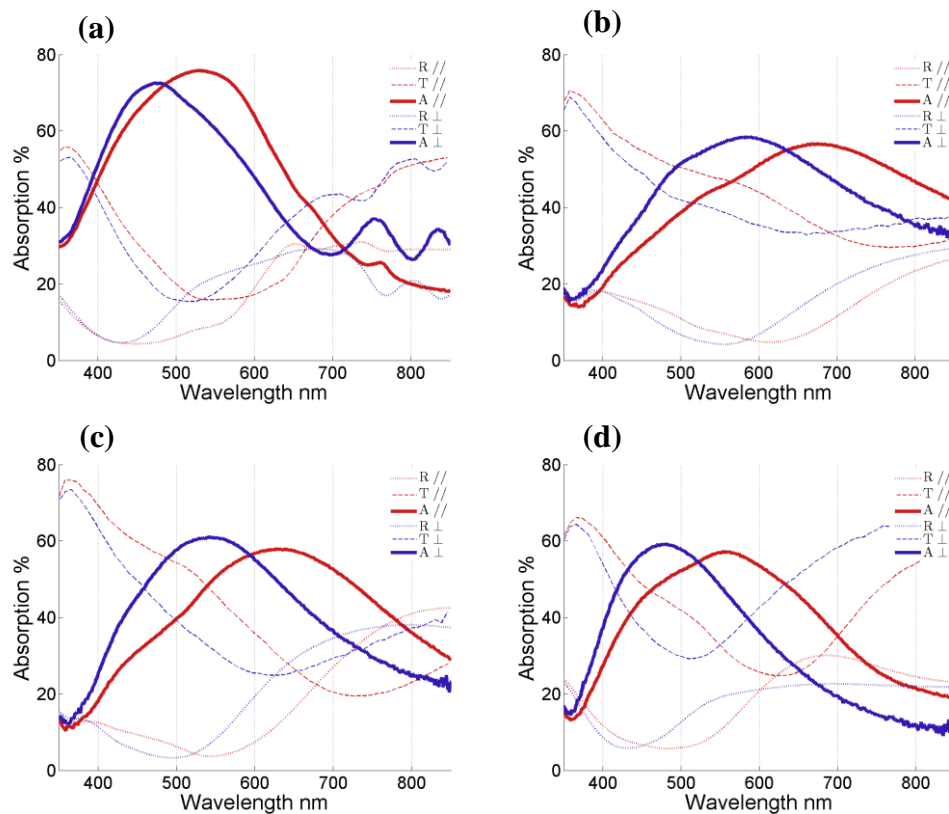 (a)
80
60
40
20
0
Absorption %
400 500 600 700 800
Wavelength nm
R //
T //
A //
R ⊥
T ⊥
A ⊥
(b)
80
60
40
20
0
Absorption %
400 500 600 700 800
Wavelength nm
R //
T //
A //
R ⊥
T ⊥
A ⊥
(c)
80
60
40
20
0
Absorption %
400 500 600 700 800
Wavelength nm
R //
T //
A //
R ⊥
T ⊥
A ⊥
(d)
80
60
40
20
0
Absorption %
400 500 600 700 800
Wavelength nm
R //
T //
A //
R ⊥
T ⊥
A ⊥